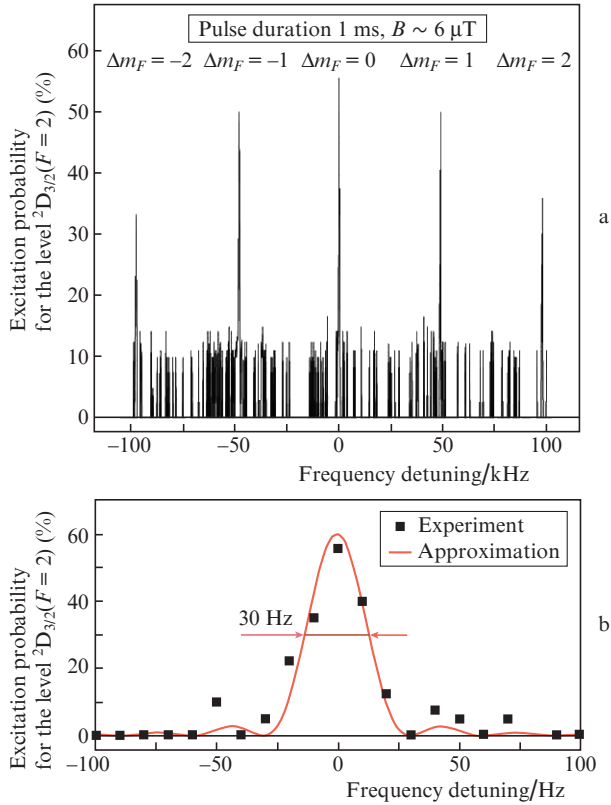 Pulse duration 1 ms, B ~ 6 μT
Δm_F = –2 Δm_F = –1 Δm_F = 0 Δm_F = 1 Δm_F = 2
Excitation probability
for the level ²D₃/₂(F = 2) (%)
60
50
40
30
20
10
0
–100 –50 0 50 100
Frequency detuning/kHz
a
Excitation probability
for the level ²D₃/₂(F = 2) (%)
60
40
20
0
Experiment
Approximation
30 Hz
–100 –50 0 50 100
Frequency detuning/Hz
b